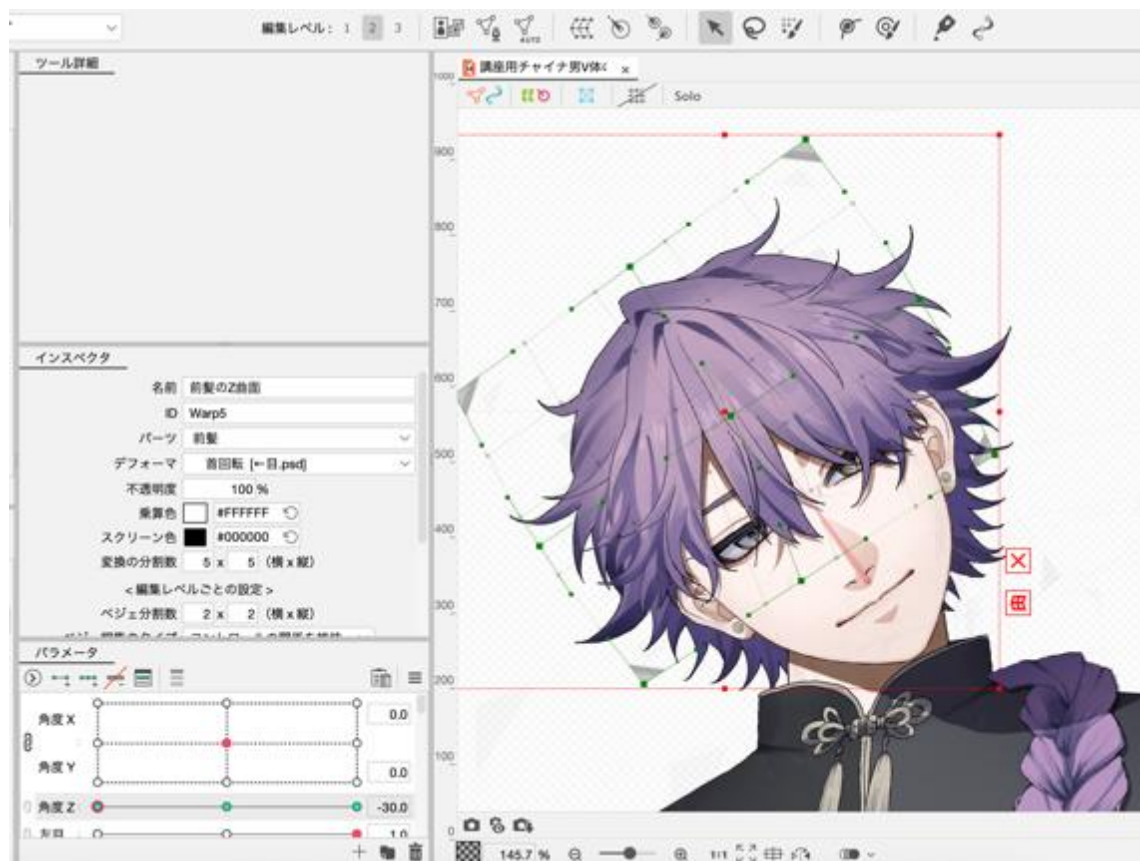 編集レベル: 1 2 3
AUTO
ツール詳細
講座用チャイナ男V体 x
Solo
1000
900
800
700
600
500
400
300
200
100
0
インスペクタ
名前 前髪のZ曲面
ID Warp5
パーツ 前髪
デフォーマ 首回転 [←目.psd]
不透明度 100 %
乗算色 #FFFFFF
スクリーン色 #000000
変換の分割数 5 x 5 (横 x 縦)
< 編集レベルごとの設定 >
ベジェ分割数 2 x 2 (横 x 縦)
パラメータ
角度 X 0.0
角度 Y 0.0
角度 Z -30.0
左目 1.0
145.7 %
1:1